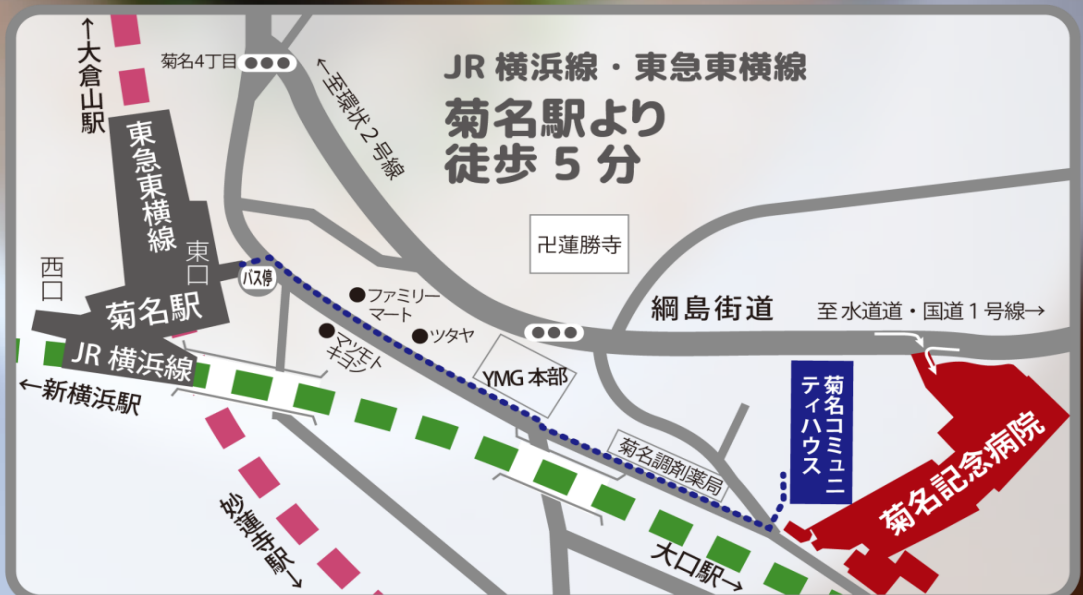 JR 横浜線・東急東横線
菊名駅より
徒歩 5 分
←大倉山駅
菊名4丁目
←至環状2号線
東急東横線
卍蓮勝寺
東口
西口
バス停
ファミリー
マート
綱島街道
至 水道道・国道1号線→
菊名駅
ツタヤ
マツモト
キヨシ
JR 横浜線
YMG 本部
←新横浜駅
菊名コミュニ
ティハウス
菊名記念病院
菊名調剤薬局
妙蓮寺駅→
大口駅→